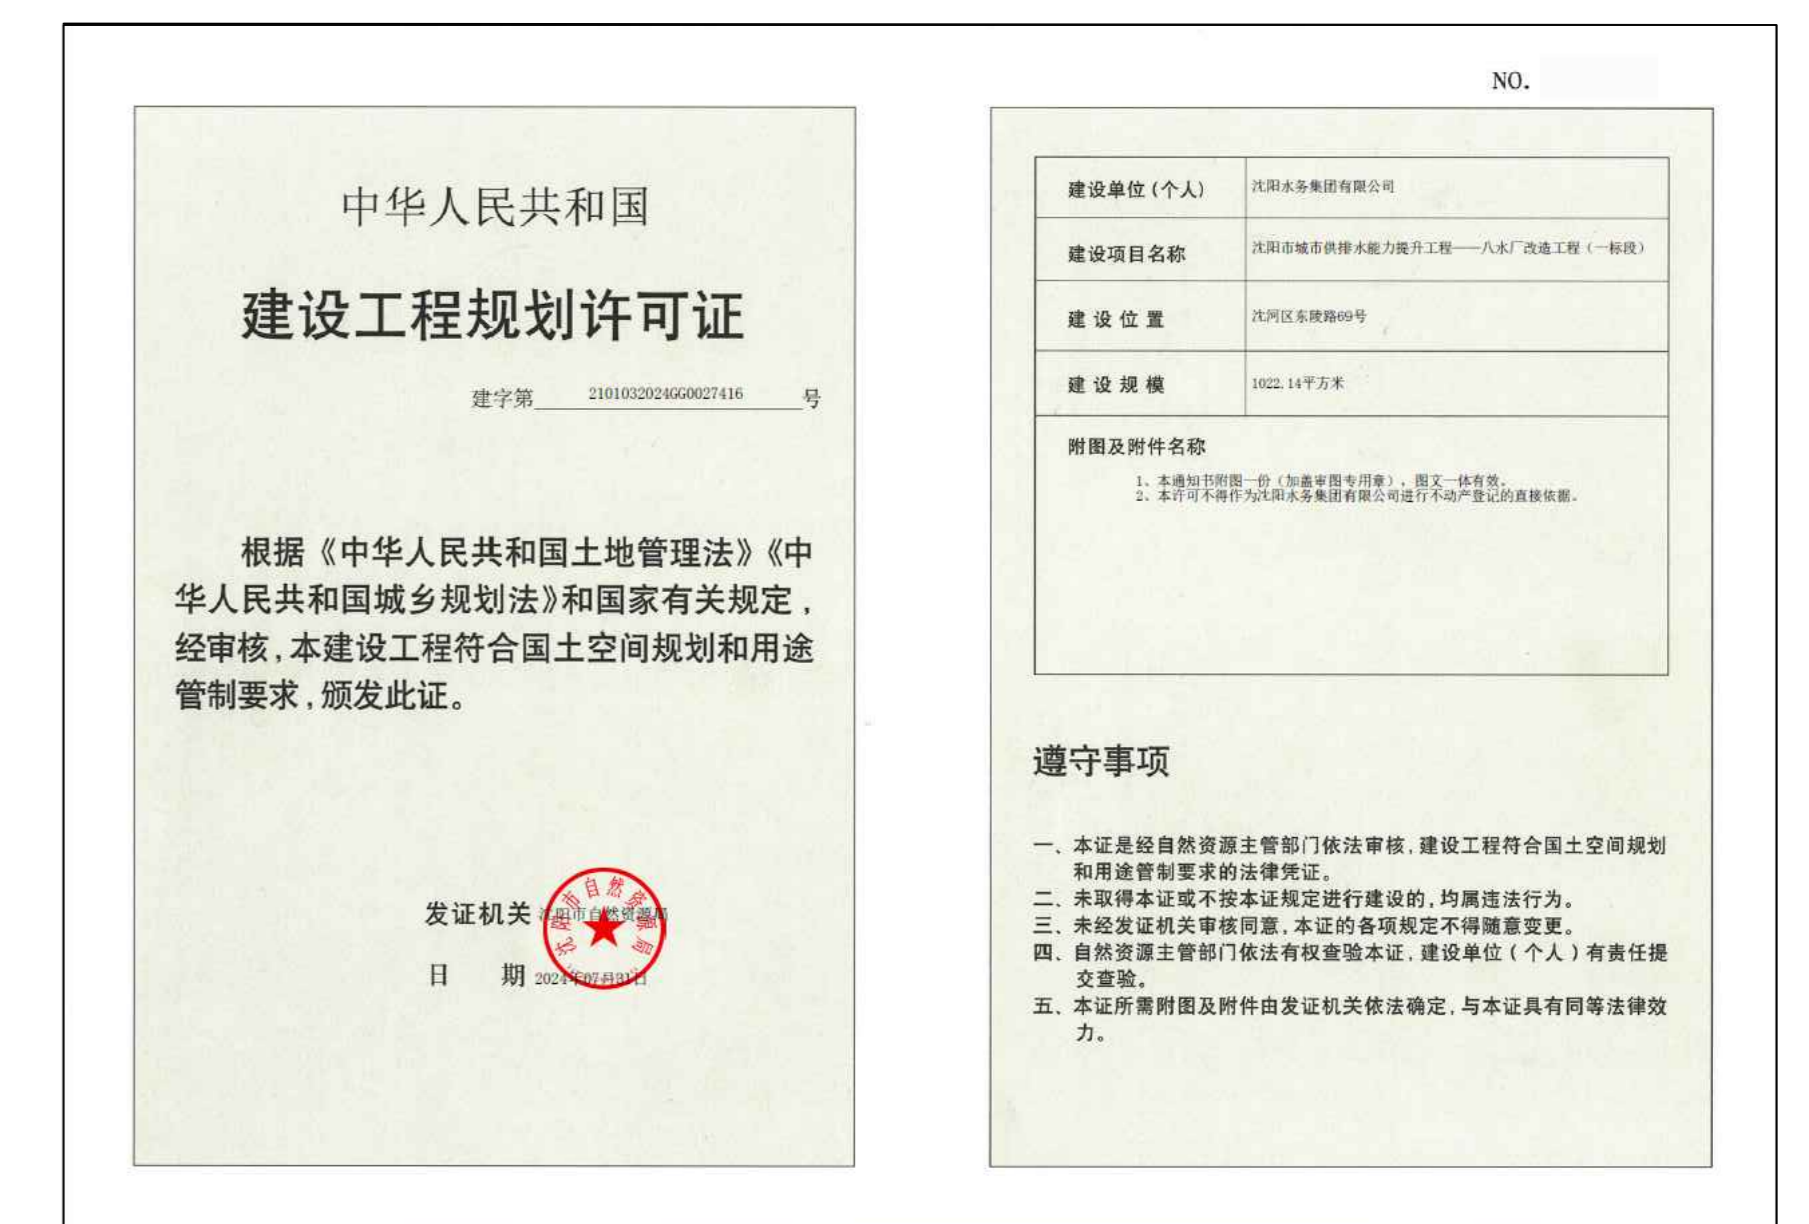 中华人民共和国
建设工程规划许可证
建字第 2101032024GG0027416 号
根据《中华人民共和国土地管理法》《中
华人民共和国城乡规划法》和国家有关规定，
经审核，本建设工程符合国土空间规划和用途
管制要求，颁发此证。
发证机关 沈阳市自然资源局
沈阳市自然资源局
日 期 2024年07月31日
NO.
建设单位(个人) 沈阳水务集团有限公司
建设项目名称 沈阳市城市供排水能力提升工程——八水厂改造工程（一标段）
建设位置 沈河区东陵路69号
建设规模 1022.14平方米
附图及附件名称
1、本通知书附图一份（加盖审图专用章），图文一体有效。
2、本许可不得作为沈阳水务集团有限公司进行不动产登记的直接依据。
遵守事项
一、本证是经自然资源主管部门依法审核，建设工程符合国土空间规划
和用途管制要求的法律凭证。
二、未取得本证或不按本证规定进行建设的，均属违法行为。
三、未经发证机关审核同意，本证的各项规定不得随意变更。
四、自然资源主管部门依法有权查验本证，建设单位（个人）有责任提
交查验。
五、本证所需附图及附件由发证机关依法确定，与本证具有同等法律效
力。